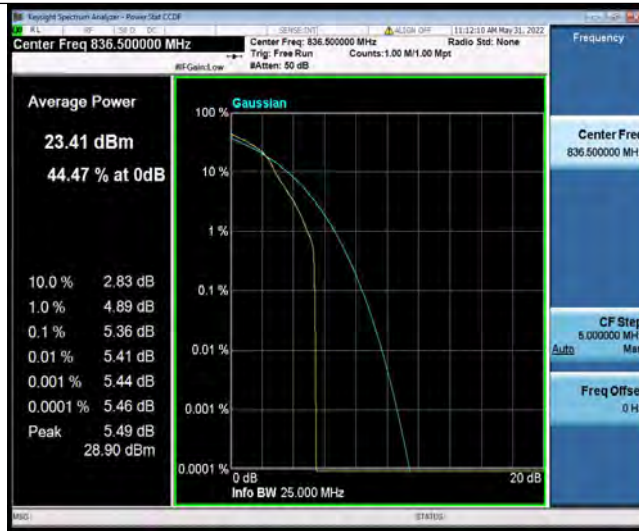 Keysight Spectrum Analyzer - Power Stat CCDF
RL RF 50 Ω DC SENSE:INT ALIGN OFF 11:12:10 AM May 31, 2022
Center Freq 836.500000 MHz
Center Freq: 836.500000 MHz Radio Std: None
Trig: Free Run Counts:1.00 M/1.00 Mpt
#IFGain:Low #Atten: 50 dB
Frequency
Average Power
23.41 dBm
44.47 % at 0dB
10.0 % 2.83 dB
1.0 % 4.89 dB
0.1 % 5.36 dB
0.01 % 5.41 dB
0.001 % 5.44 dB
0.0001 % 5.46 dB
Peak 5.49 dB
28.90 dBm
Gaussian
100 %
10 %
1 %
0.1 %
0.01 %
0.001 %
0.0001 %
0 dB 20 dB
Info BW 25.000 MHz
Center Fre
836.500000 MH
CF Step
5.000000 MH
Auto Ma
Freq Offse
0 H
MSG STATUS